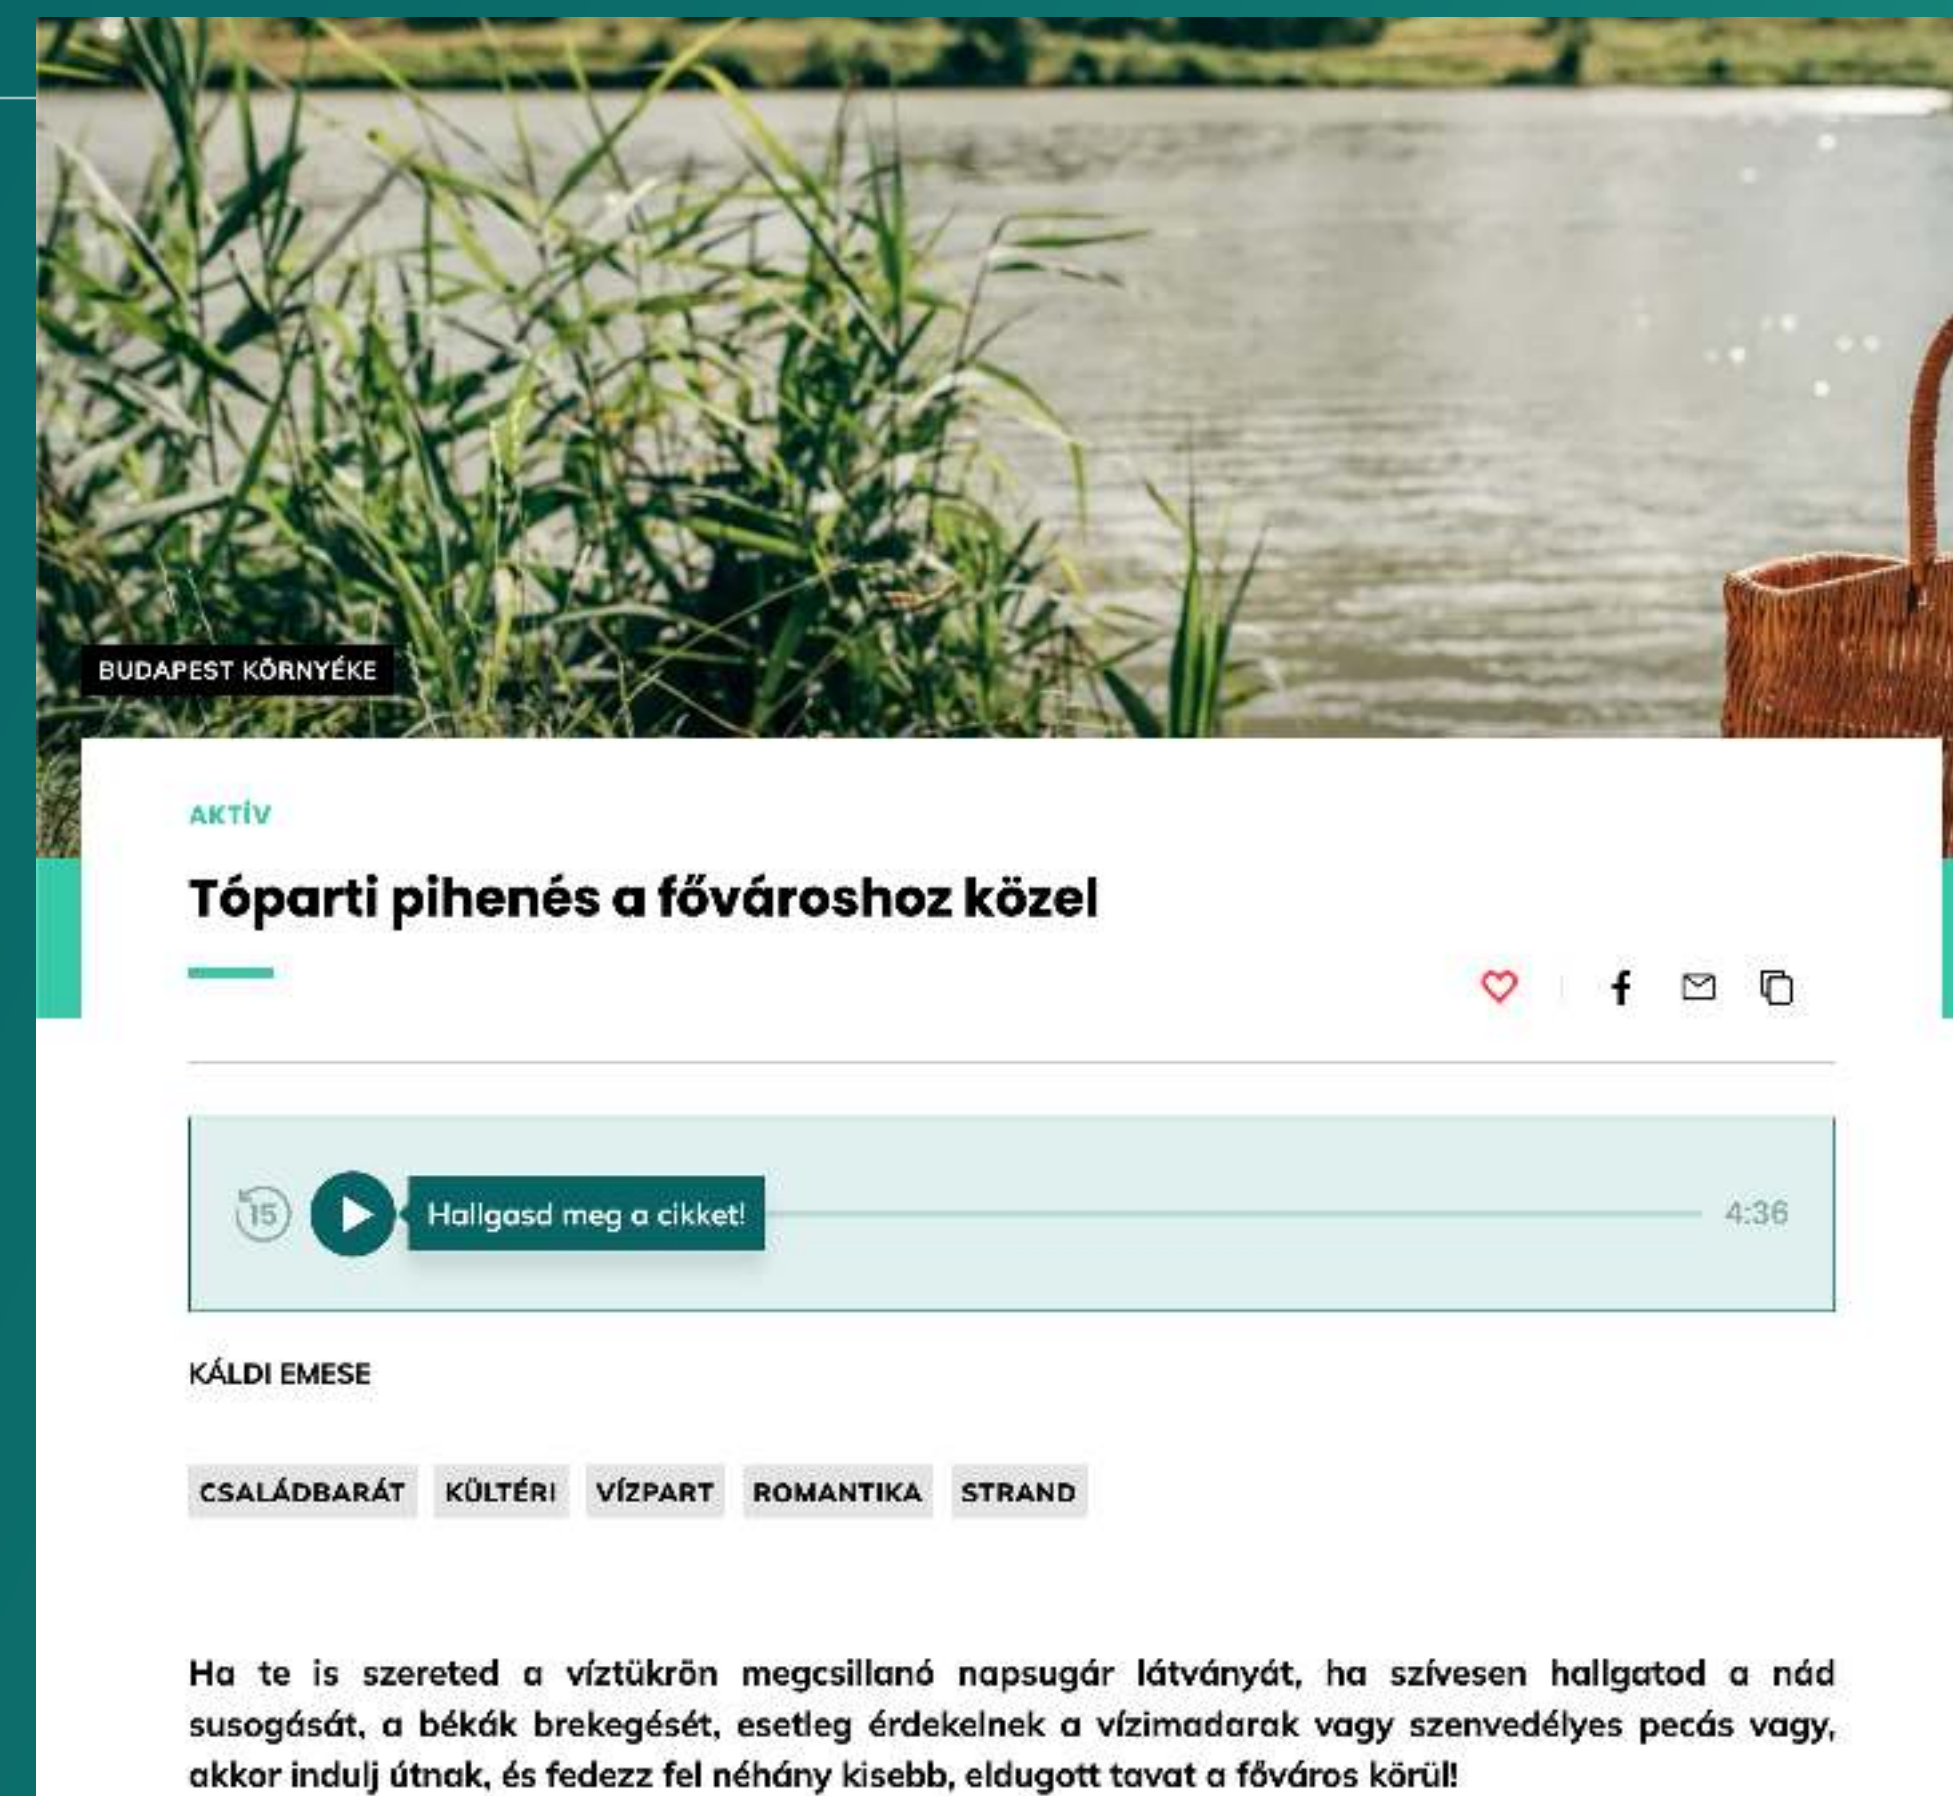 BUDAPEST KÖRNYÉKE
AKTÍV
Tóparti pihenés a fővároshoz közel
15
Hallgasd meg a cikket!
4:36
KÁLDI EMESE
CSALÁDBARÁT KÜLTÉRI VÍZPART ROMANTIKA STRAND
Ha te is szereted a víztükrön megcsillanó napsugár látványát, ha szívesen hallgatod a nád
susogását, a békák brekegését, esetleg érdekelnek a vízimadarak vagy szenvedélyes pecás vagy,
akkor indulj útnak, és fedezz fel néhány kisebb, eldugott tavat a főváros körül!